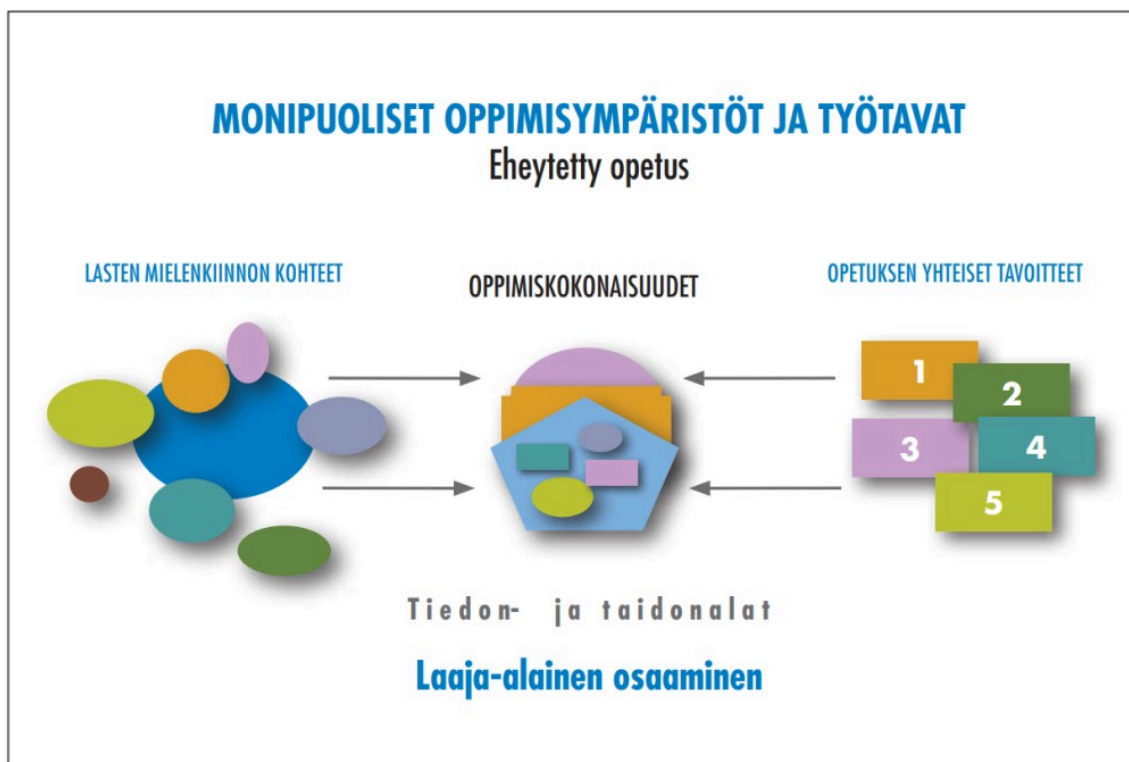 MONIPUOLISET OPPIMISYMPÄRISTÖT JA TYÖTAVAT
Eheytetty opetus
LASTEN MIELENKIINNON KOHTEET
OPPIMISKOKONAISUUDET
OPETUKSEN YHTEISET TAVOITTEET
1
2
3
4
5
Tiedon- ja taidonalat
Laaja-alainen osaaminen